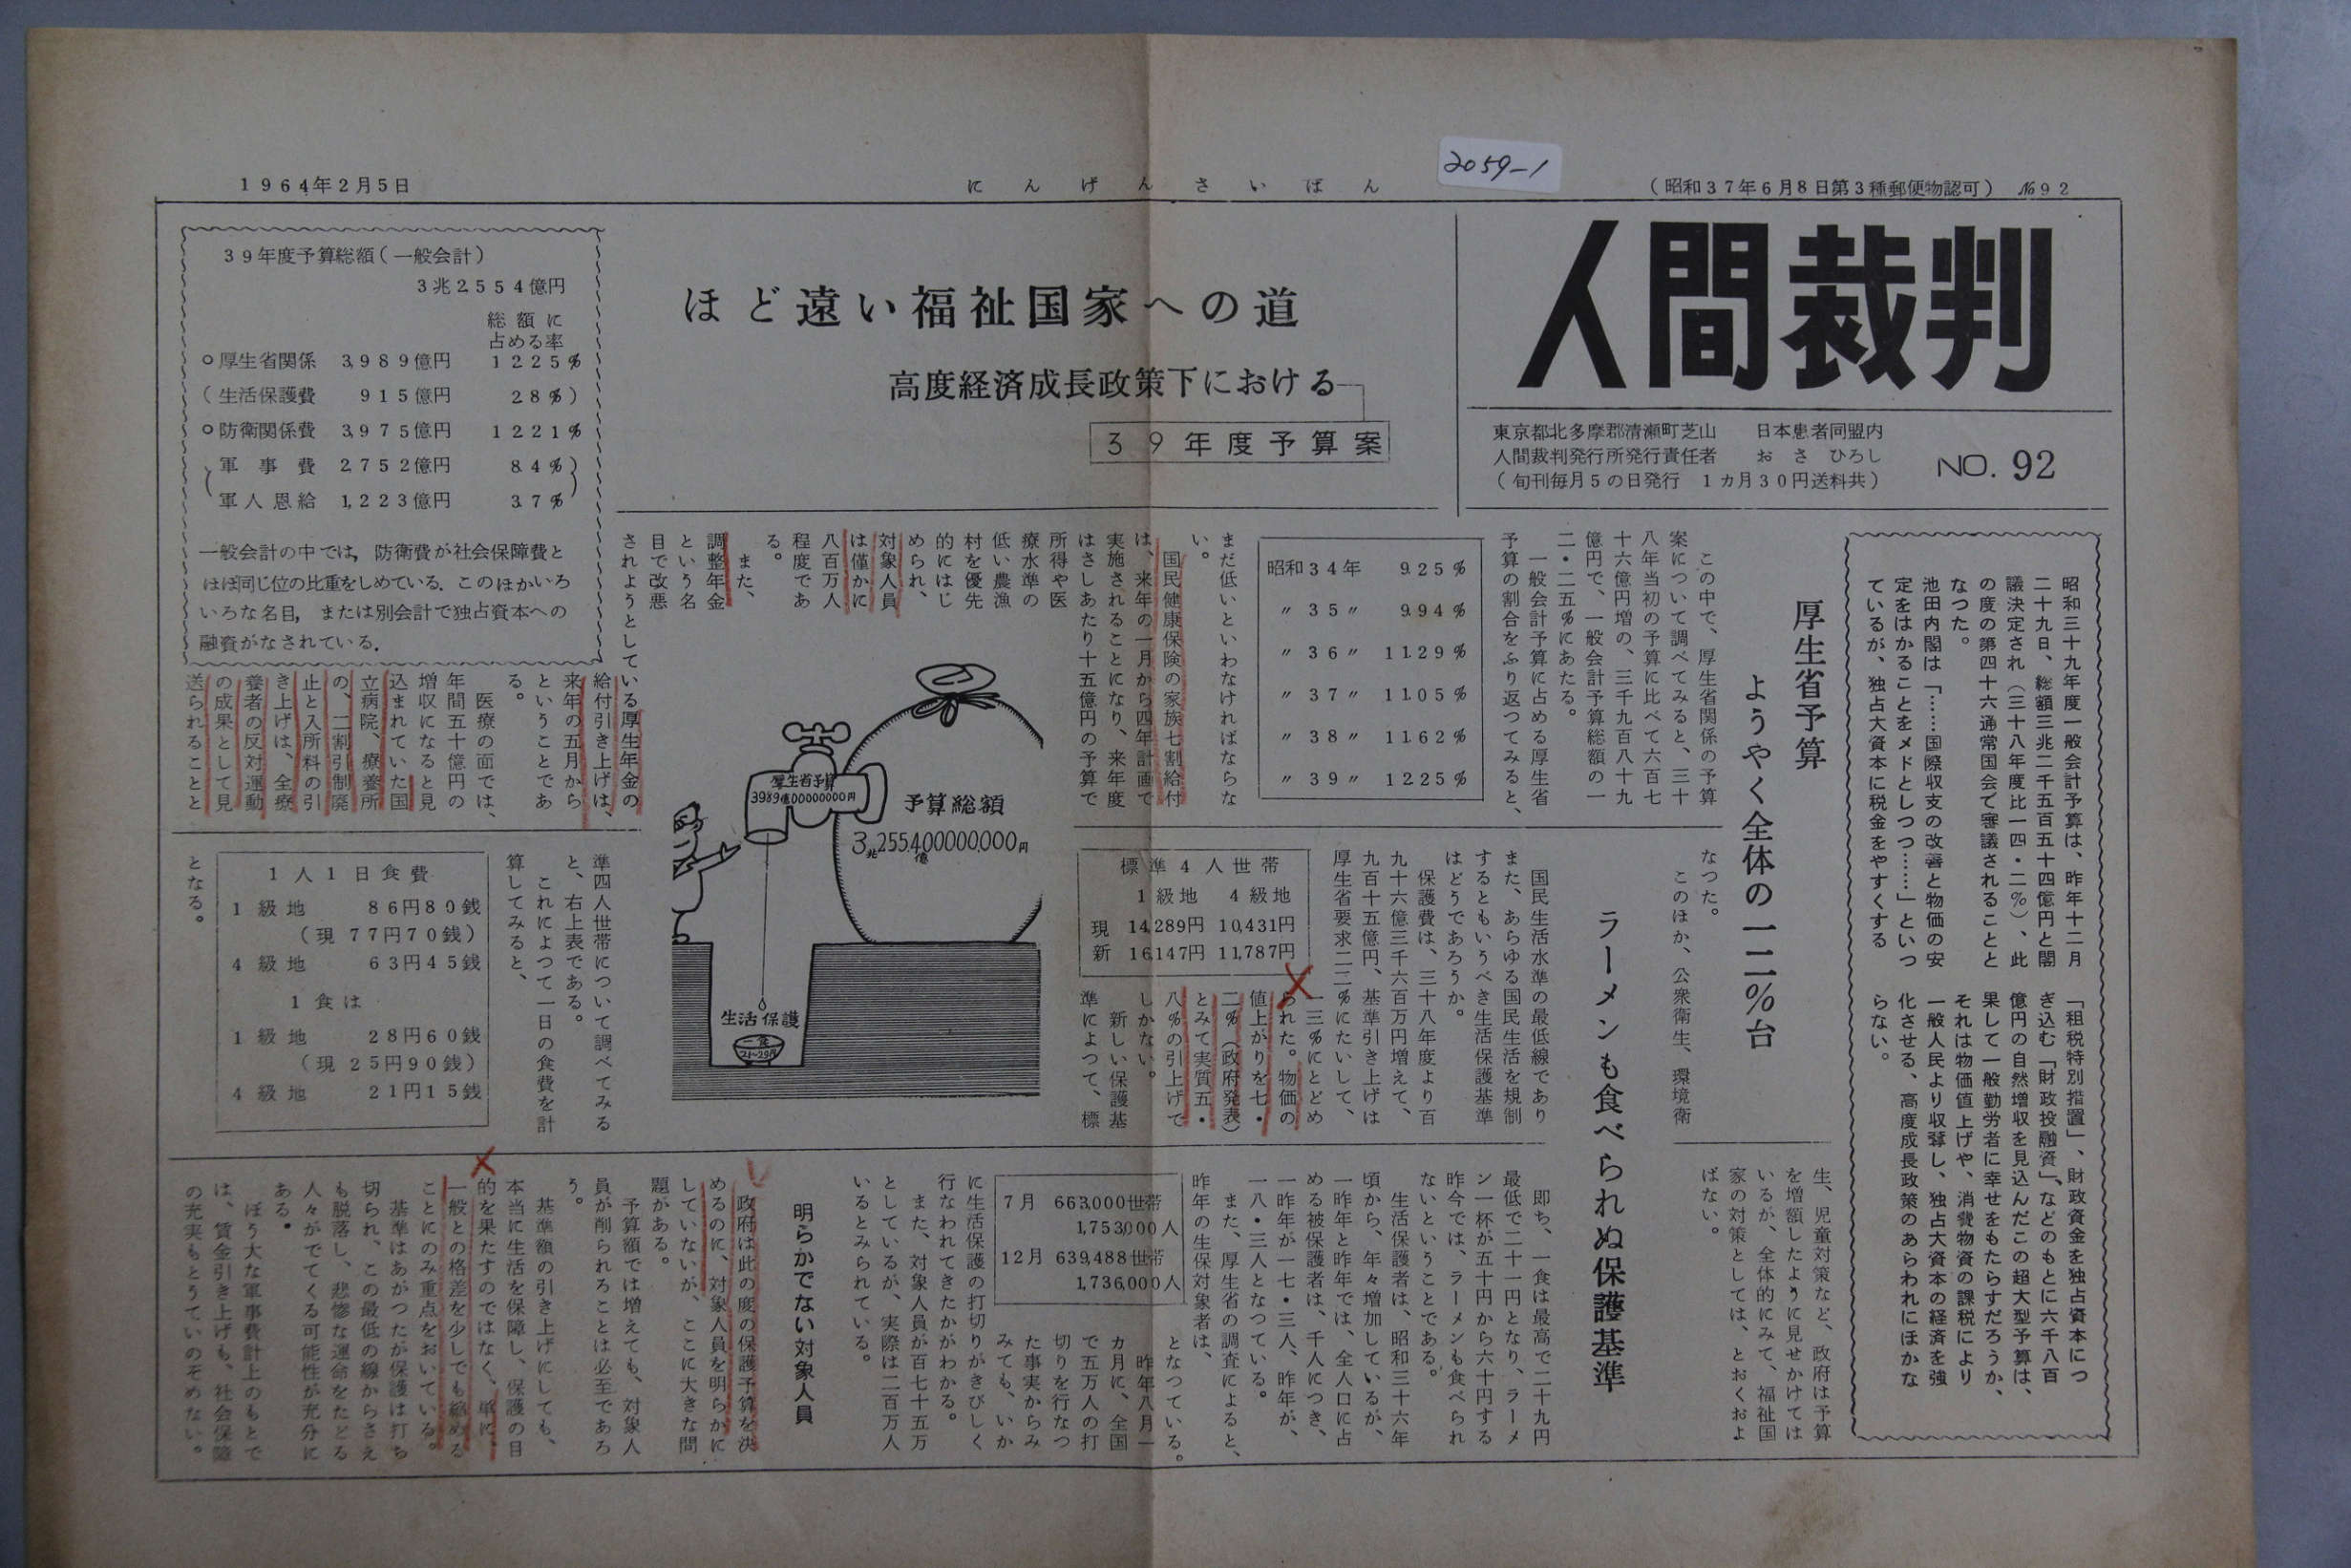 1964年2月5日
にんげんさいばん
2059-1
(昭和37年6月8日第3種郵便物認可) №92
人間裁判
東京都北多摩郡清瀬町芝山 日本患者同盟内
人間裁判発行所発行責任者 おさ ひろし
(旬刊毎月5の日発行 1カ月30円送料共)
NO. 92
ほど遠い福祉国家への道
高度経済成長政策下における
39年度予算案
39年度予算総額(一般会計)
3兆2554億円
総額に
占める率
○厚生省関係 3,989億円 12.25%
(生活保護費 915億円 2.8%)
○防衛関係費 3,975億円 12.21%
(軍事費 2,752億円 8.4%)
軍人恩給 1,223億円 3.7%
一般会計の中では,防衛費が社会保障費と
ほぼ同じ位の比重をしめている.このほかいろ
いろな名目,または別会計で独占資本への
融資がなされている.
昭和三十九年度一般会計予算は、昨年十二月
二十九日、総額三兆二千五百五十四億円と閣
議決定され(三十八年度比一四・二%)、此
の度の第四十六通常国会で審議されることと
なつた。
池田内閣は「……国際収支の改善と物価の安
定をはかることをメドとしつつ……」といつ
ているが、独占大資本に税金をやすくする
「租税特別措置」、財政資金を独占資本につ
ぎ込む「財政投融資」、などのもとに六千八百
億円の自然増収を見込んだこの超大型予算は、
果して一般勤労者に幸せをもたらすだろうか、
それは物価値上げや、消費物資の課税により
一般人民より収奪し、独占大資本の経済を強
化させる、高度成長政策のあらわれにほかな
らない。
厚生省予算
ようやく全体の一二%台
この中で、厚生省関係の予算
案について調べてみると、三十
八年当初の予算に比べて六百七
十六億円増の、三千九百八十九
億円で、一般会計予算総額の一
二・二五%にあたる。
一般会計予算に占める厚生省
予算の割合をふり返つてみると、
昭和34年 9.25%
〃35〃 9.94%
〃36〃 11.29%
〃37〃 11.05%
〃38〃 11.62%
〃39〃 12.25%
まだ低いといわなければならな
い。
国民健康保険の家族七割給付
は、来年の一月から四年計画で
実施されることになり、来年度
はさしあたり十五億円の予算で
所得や医
療水準の
低い農漁
村を優先
的にはじ
められ、
対象人員
は僅かに
八百万人
程度であ
る。
また、
調整年金
という名
目で改悪
されようとしている厚生年金の
給付引き上げは、
来年の五月から
ということであ
る。
医療の面では、
年間五十億円の
増収になると見
込まれていた国
立病院、療養所
の、二割引制廃
止と入所料の引
き上げは、全療
養者の反対運動
の成果として見
送られることと
となる。
なつた。
このほか、公衆衛生、環境衛
生、児童対策など、政府は予算
を増額したように見せかけては
いるが、全体的にみて、福祉国
家の対策としては、とおくおよ
ばない。
厚生省予算
3989億00000000円
予算総額
3兆2554億00000000円
生活保護
一食
21~29円
ラーメンも食べられぬ保護基準
国民生活水準の最低線であり
また、あらゆる国民生活を規制
するともいうべき生活保護基準
はどうであろうか。
保護費は、三十八年度より百
九十六億三千六百万円増えて、
九百十五億円、基準引き上げは
厚生省要求二二%にたいして、
一三%にとどめ
られた。物価の
値上がりを七・
二%(政府発表)
とみて実質五・
八%の引上げで
しかない。
新しい保護基
準によつて、標
標準4人世帯
1級地 4級地
現 14,289円 10,431円
新 16,147円 11,787円
準四人世帯について調べてみる
と、右上表である。
これによつて一日の食費を計
算してみると、
1人1日食費
1級地 86円80銭
(現77円70銭)
4級地 63円45銭
1食は
1級地 28円60銭
(現25円90銭)
4級地 21円15銭
即ち、一食は最高で二十九円
最低で二十一円となり、ラーメ
ン一杯が五十円から六十円する
昨今では、ラーメンも食べられ
ないということである。
生活保護者は、昭和三十六年
頃から、年々増加しているが、
一昨年と昨年では、全人口に占
める被保護者は、千人につき、
一昨年が一七・三人、昨年が、
一八・三人となつている。
また、厚生省の調査によると、
昨年の生保対象者は、
7月 663,000世帯
1,753,000人
12月 639,488世帯
1,736,000人
となつている。
昨年八月一
カ月に、全国
で五万人の打
切りを行なつ
た事実からみ
みても、いか
に生活保護の打切りがきびしく
行なわれてきたかがわかる。
また、対象人員が百七十五万
としているが、実際は二百万人
いるとみられている。
明らかでない対象人員
政府は此の度の保護予算を決
めるのに、対象人員を明らかに
していないが、ここに大きな問
題がある。
予算額では増えても、対象人
員が削られることは必至であろ
う。
基準額の引き上げにしても、
本当に生活を保障し、保護の目
的を果たすのではなく、単に、
一般との格差を少しでも縮める
ことにのみ重点をおいている。
基準はあがつたが保護は打ち
切られ、この最低の線からさえ
も脱落し、悲惨な運命をたどる
人々がでてくる可能性が充分に
ある。
ぼう大な軍事費計上のもとで
は、賃金引き上げも、社会保障
の充実もとうていのぞめない。